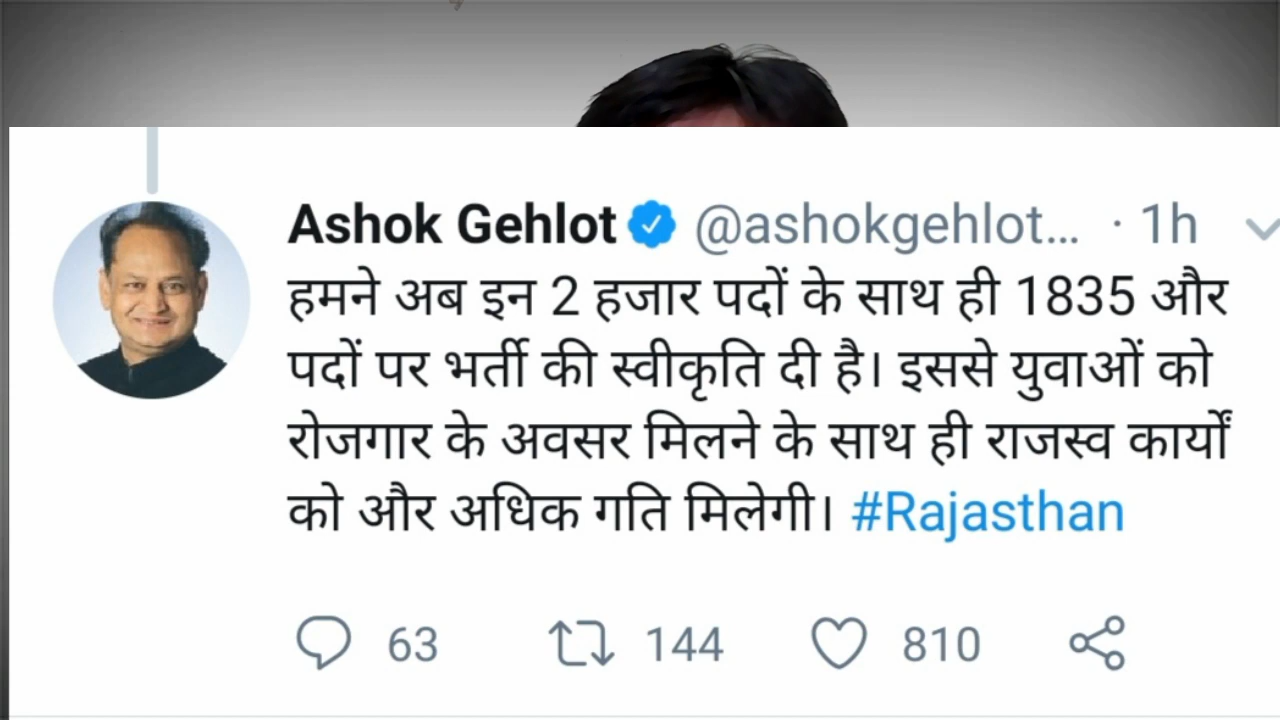 Ashok Gehlot @ashokgehlot... · 1h
हमने अब इन 2 हजार पदों के साथ ही 1835 और
पदों पर भर्ती की स्वीकृति दी है। इससे युवाओं को
रोजगार के अवसर मिलने के साथ ही राजस्व कार्यों
को और अधिक गति मिलेगी। #Rajasthan
63 144 810